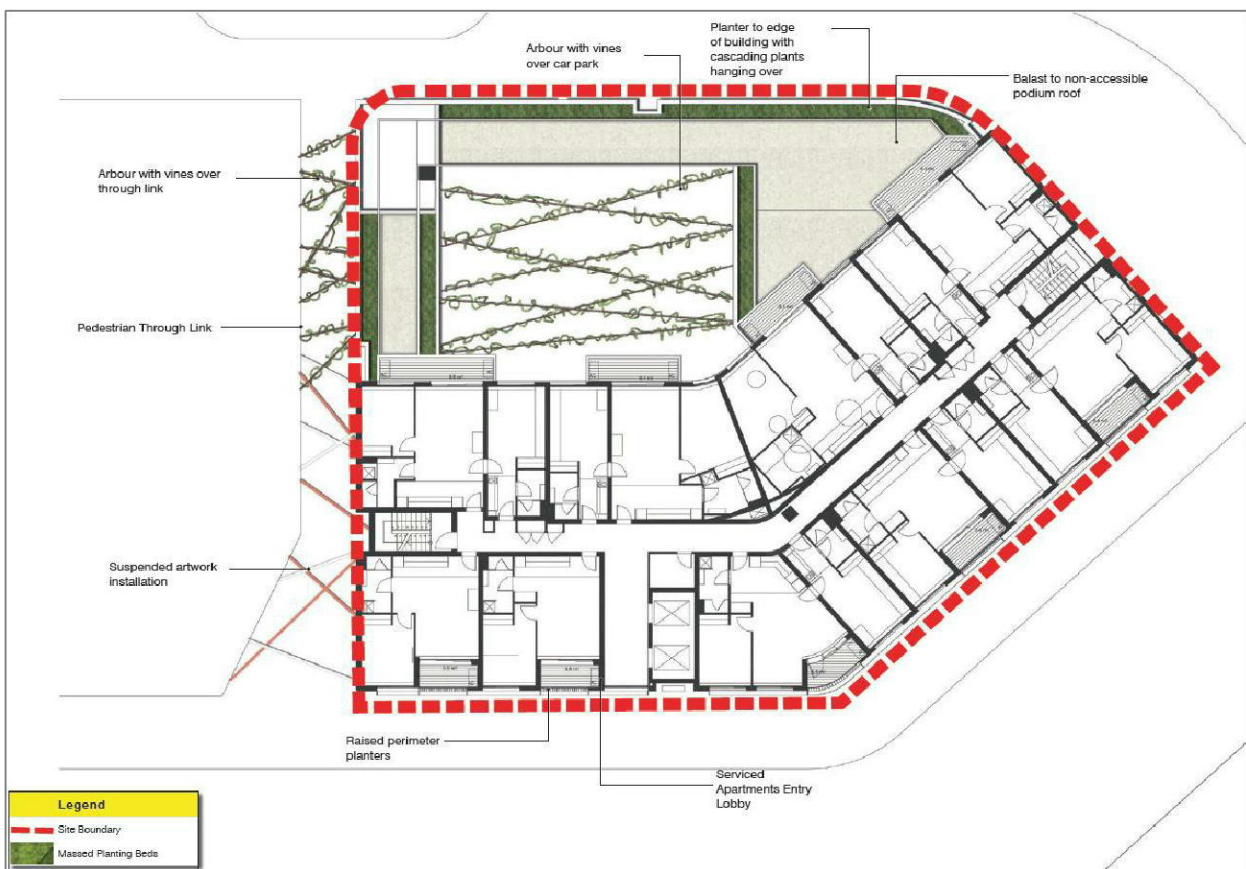 Planter to edge
of building with
cascading plants
hanging over
Arbour with vines
over car park
Balast to non-accessible
podium roof
Arbour with vines over
through link
Pedestrian Through Link
Suspended artwork
installation
Raised perimeter
planters
Serviced
Apartments Entry
Lobby
Legend
Site Boundary
Massed Planting Beds